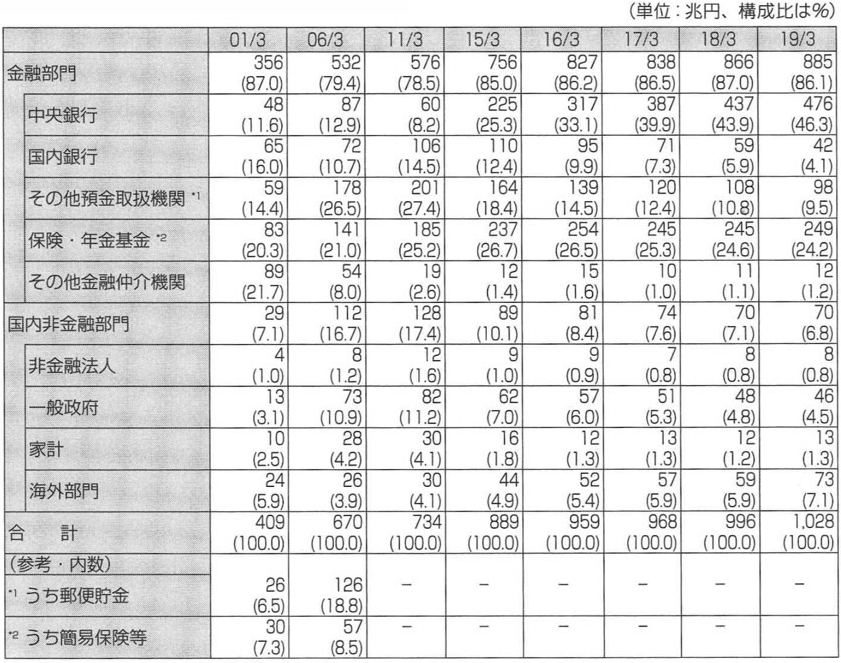 （単位：兆円、構成比は％）
01/3 06/3 11/3 15/3 16/3 17/3 18/3 19/3
金融部門 356 532 576 756 827 838 866 885
(87.0) (79.4) (78.5) (85.0) (86.2) (86.5) (87.0) (86.1)
中央銀行 48 87 60 225 317 387 437 476
(11.6) (12.9) (8.2) (25.3) (33.1) (39.9) (43.9) (46.3)
国内銀行 65 72 106 110 95 71 59 42
(16.0) (10.7) (14.5) (12.4) (9.9) (7.3) (5.9) (4.1)
その他預金取扱機関 *1 59 178 201 164 139 120 108 98
(14.4) (26.5) (27.4) (18.4) (14.5) (12.4) (10.8) (9.5)
保険・年金基金 *2 83 141 185 237 254 245 245 249
(20.3) (21.0) (25.2) (26.7) (26.5) (25.3) (24.6) (24.2)
その他金融仲介機関 89 54 19 12 15 10 11 12
(21.7) (8.0) (2.6) (1.4) (1.6) (1.0) (1.1) (1.2)
国内非金融部門 29 112 128 89 81 74 70 70
(7.1) (16.7) (17.4) (10.1) (8.4) (7.6) (7.1) (6.8)
非金融法人 4 8 12 9 9 7 8 8
(1.0) (1.2) (1.6) (1.0) (0.9) (0.8) (0.8) (0.8)
一般政府 13 73 82 62 57 51 48 46
(3.1) (10.9) (11.2) (7.0) (6.0) (5.3) (4.8) (4.5)
家計 10 28 30 16 12 13 12 13
(2.5) (4.2) (4.1) (1.8) (1.3) (1.3) (1.2) (1.3)
海外部門 24 26 30 44 52 57 59 73
(5.9) (3.9) (4.1) (4.9) (5.4) (5.9) (5.9) (7.1)
合　計 409 670 734 889 959 968 996 1,028
(100.0) (100.0) (100.0) (100.0) (100.0) (100.0) (100.0) (100.0)
（参考・内数）
*1 うち郵便貯金 26 126 － － － － － －
(6.5) (18.8)
*2 うち簡易保険等 30 57 － － － － － －
(7.3) (8.5)